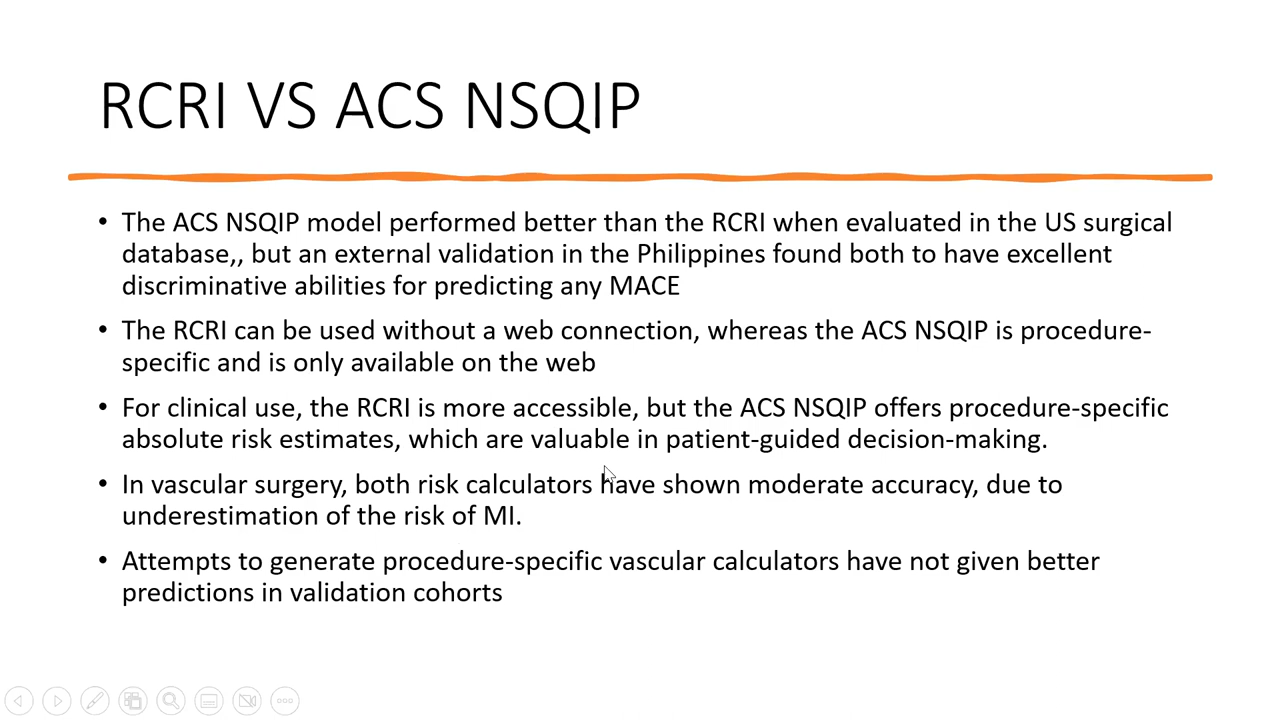 RCRI VS ACS NSQIP
• The ACS NSQIP model performed better than the RCRI when evaluated in the US surgical
database,, but an external validation in the Philippines found both to have excellent
discriminative abilities for predicting any MACE
• The RCRI can be used without a web connection, whereas the ACS NSQIP is procedure-
specific and is only available on the web
• For clinical use, the RCRI is more accessible, but the ACS NSQIP offers procedure-specific
absolute risk estimates, which are valuable in patient-guided decision-making.
• In vascular surgery, both risk calculators have shown moderate accuracy, due to
underestimation of the risk of MI.
• Attempts to generate procedure-specific vascular calculators have not given better
predictions in validation cohorts